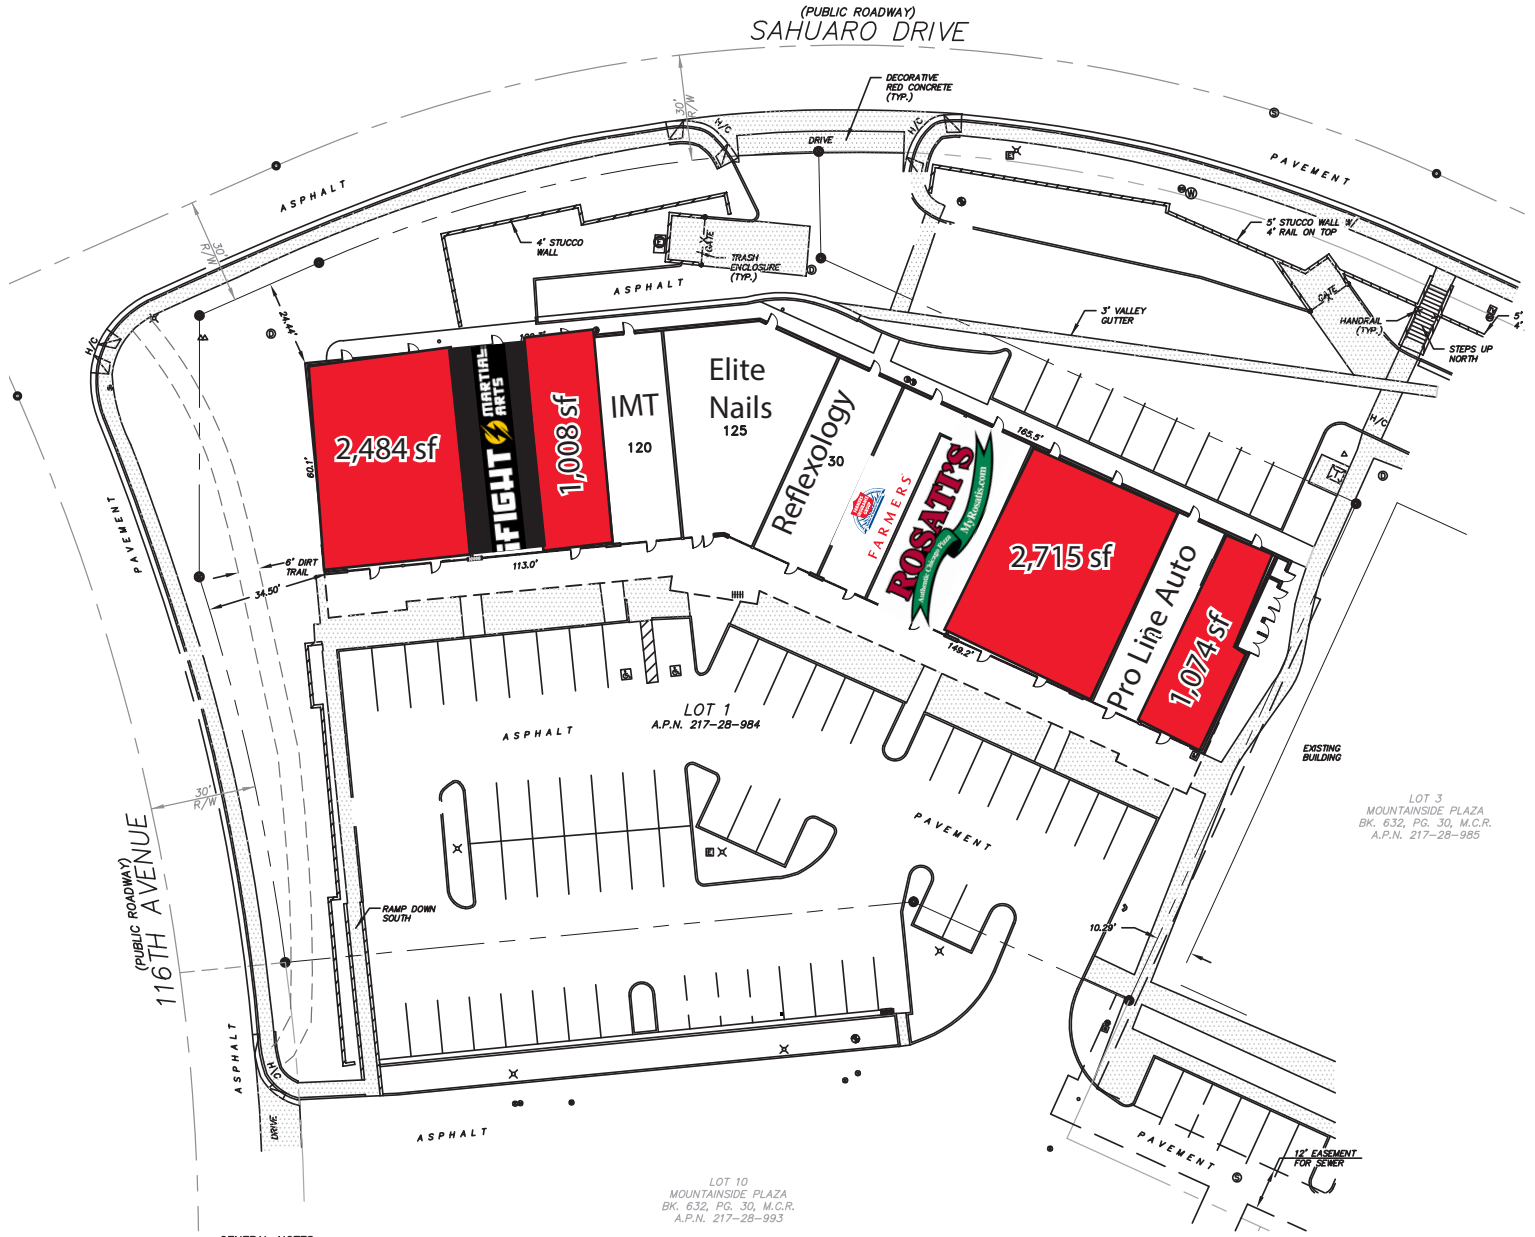 (PUBLIC ROADWAY)
SAHUARO DRIVE
DECORATIVE
RED CONCRETE
(TYP.)
30'
R/W
H/C
H/C
DRIVE
PAVEMENT
ASPHALT
30'
R/W
4' STUCCO
WALL
GATE
TRASH
ENCLOSURE
(TYP.)
5' STUCCO WALL W/
4' RAIL ON TOP
ASPHALT
3' VALLEY
GUTTER
GATE
HANDRAIL
(TYP.)
5'
4'
STEPS UP
NORTH
H/C
24.44'
H/C
2,484 sf
FIGHT
MARTIAL
ARTS
1,008 sf
IMT
120
Elite
Nails
125
Reflexology
30
FARMERS
ROSATI'S
Authentic Chicago Pizza
MyRosatis.com
165.5'
2,715 sf
Pro Line Auto
1,074 sf
60.1'
PAVEMENT
6' DIRT
TRAIL
34.50'
113.0'
149.2'
LOT 1
A.P.N. 217-28-984
ASPHALT
EXISTING
BUILDING
30'
R/W
PAVEMENT
LOT 3
MOUNTAINSIDE PLAZA
BK. 632, PG. 30, M.C.R.
A.P.N. 217-28-985
(PUBLIC ROADWAY)
116TH AVENUE
RAMP DOWN
SOUTH
10.29'
ASPHALT
H/C
DRIVE
ASPHALT
PAVEMENT
12' EASEMENT
FOR SEWER
LOT 10
MOUNTAINSIDE PLAZA
BK. 632, PG. 30, M.C.R.
A.P.N. 217-28-993